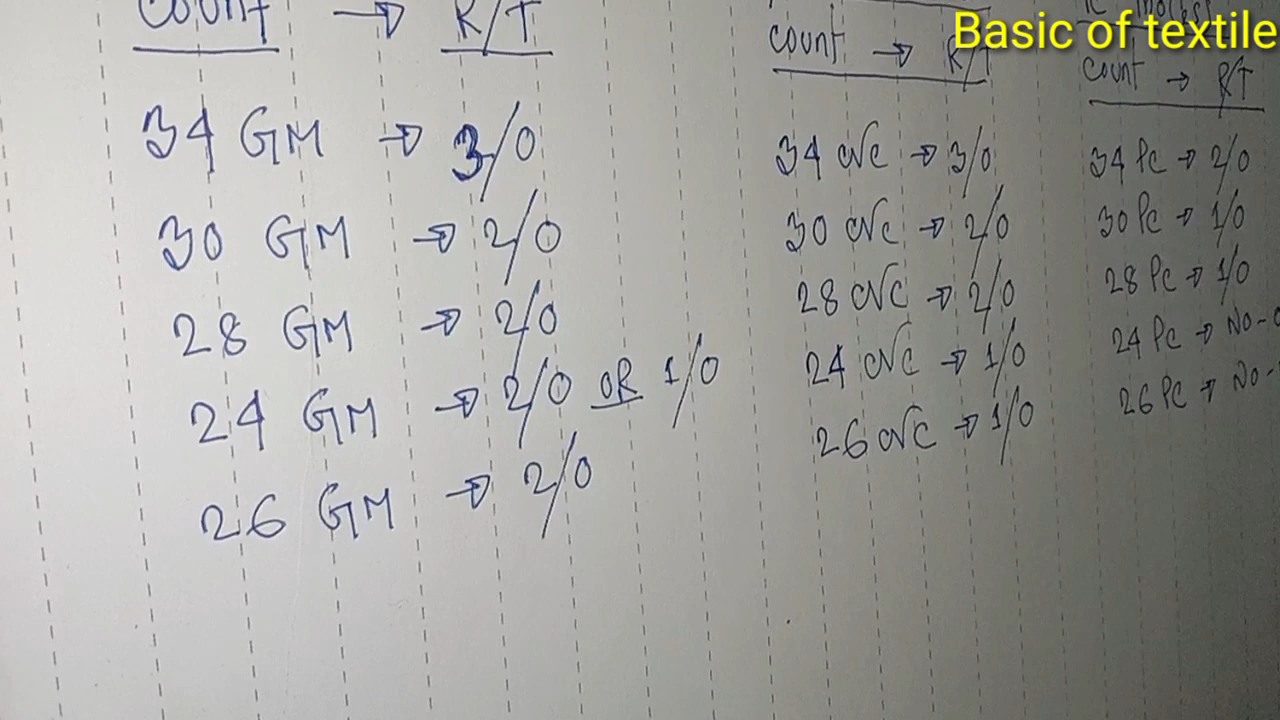 Basic of textile
Count → R/T
34 GM → 3/0
30 GM → 2/0
28 GM → 2/0
24 GM → 2/0 OR 1/0
26 GM → 2/0
count → R/T
34 CVC → 3/0
30 CVC → 2/0
28 CVC → 2/0
24 CVC → 1/0
26 CVC → 1/0
Count → R/T
34 PC → 2/0
30 PC → 1/0
28 PC → 1/0
24 PC → No-
26 PC → No-